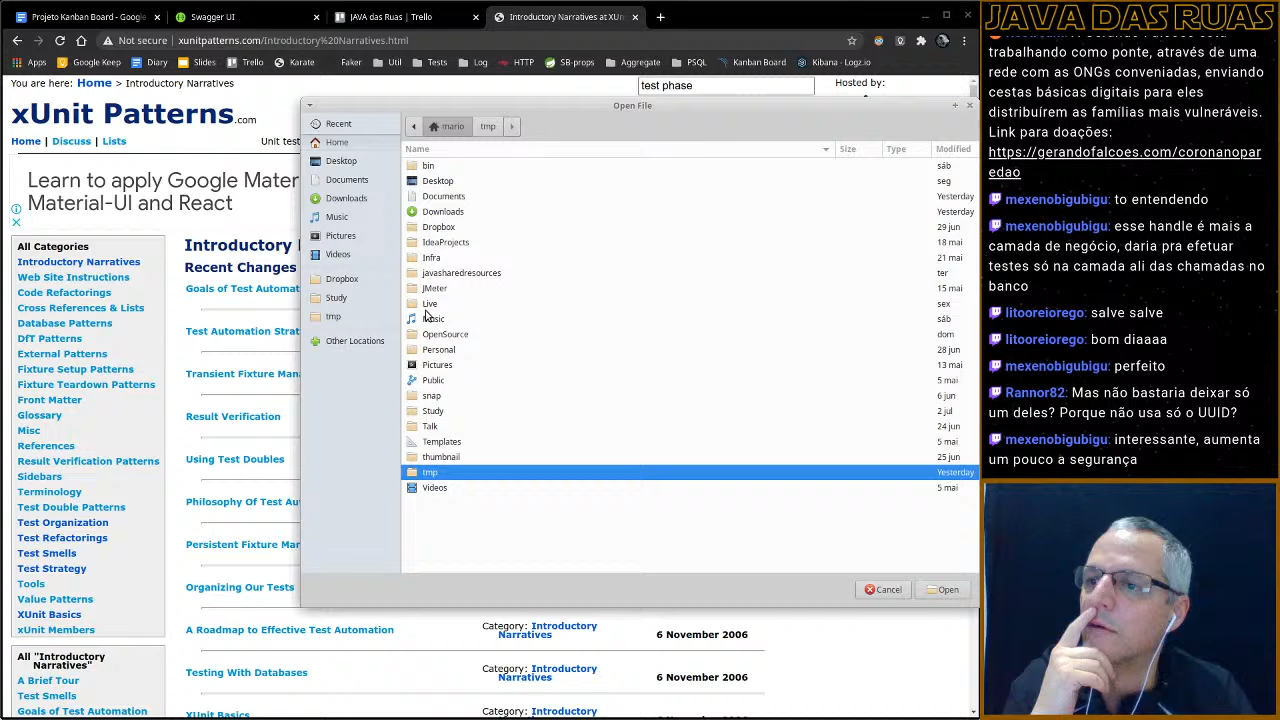 Projeto Kanban Board - Google
Swagger UI
JAVA das Ruas | Trello
Introductory Narratives at XUn
Not secure
xunitpatterns.com/Introductory%20Narratives.html
Apps
Google Keep
Diary
Slides
Trello
Karate
Faker
Util
Tests
Log
HTTP
SB-props
Aggregate
PSQL
Kanban Board
Kibana - Logz.io
You are here: Home > Introductory Narratives
test phase
Hosted by:
xUnit Patterns.com
Home | Discuss | Lists
Unit test
Learn to apply Google Mater
Material-UI and React
All Categories
Introductory Narratives
Web Site Instructions
Code Refactorings
Cross References & Lists
Database Patterns
DfT Patterns
External Patterns
Fixture Setup Patterns
Fixture Teardown Patterns
Front Matter
Glossary
Misc
References
Result Verification Patterns
Sidebars
Terminology
Test Double Patterns
Test Organization
Test Refactorings
Test Smells
Test Strategy
Tools
Value Patterns
XUnit Basics
xUnit Members
All "Introductory
Narratives"
A Brief Tour
Test Smells
Goals of Test Automation
Introductory
Recent Changes
Goals of Test Automat
Test Automation Strat
Transient Fixture Mana
Result Verification
Using Test Doubles
Philosophy Of Test Au
Persistent Fixture Man
Organizing Our Tests
A Roadmap to Effective Test Automation
Category: Introductory
Narratives
6 November 2006
Testing With Databases
Category: Introductory
Narratives
6 November 2006
XUnit Basics
Category: Introductory
Open File
Recent
Home
Desktop
Documents
Downloads
Music
Pictures
Videos
Dropbox
Study
tmp
Other Locations
mario
tmp
Name
Size
Type
Modified
bin sáb
Desktop seg
Documents Yesterday
Downloads Yesterday
Dropbox 29 jun
IdeaProjects 18 mai
Infra 21 mai
javasharedresources ter
JMeter 15 mai
Live sex
Music sáb
OpenSource dom
Personal 28 jun
Pictures 13 mai
Public 5 mai
snap 6 jun
Study 2 jul
Talk 24 jun
Templates 5 mai
thumbnail 25 jun
tmp Yesterday
Videos 5 mai
Cancel
Open
JAVA DAS RUAS
trabalhando como ponte, através de uma
rede com as ONGs conveniadas, enviando
cestas básicas digitais para eles
distribuírem as famílias mais vulneráveis.
Link para doações:
https://gerandofalcoes.com/coronanopar
edao
mexenobigubigu: to entendendo
mexenobigubigu: esse handle é mais a
camada de negócio, daria pra efetuar
testes só na camada ali das chamadas no
banco
litooreiorego: salve salve
litooreiorego: bom diaaaa
mexenobigubigu: perfeito
Rannor82: Mas não bastaria deixar só
um deles? Porque não usa só o UUID?
mexenobigubigu: interessante, aumenta
um pouco a segurança